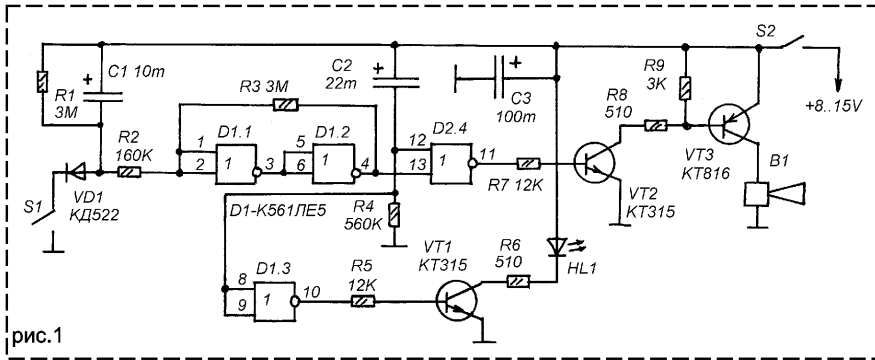 S2
C1 10m
C2
22m
R3 3M
C3
100m
R9
3K
R8
510
+8..15V
R1
3M
R2
160K
D1.1
D1.2
D2.4
1
2
1
3
5
6
1
4
12
13
1
11
R7 12K
VT2
KT315
VT3
KT816
B1
S1
VD1
КД522
D1-К561ЛЕ5
R4
560K
VT1
KT315
R6
510
HL1
D1.3
8
9
1
10
R5
12K
рис.1